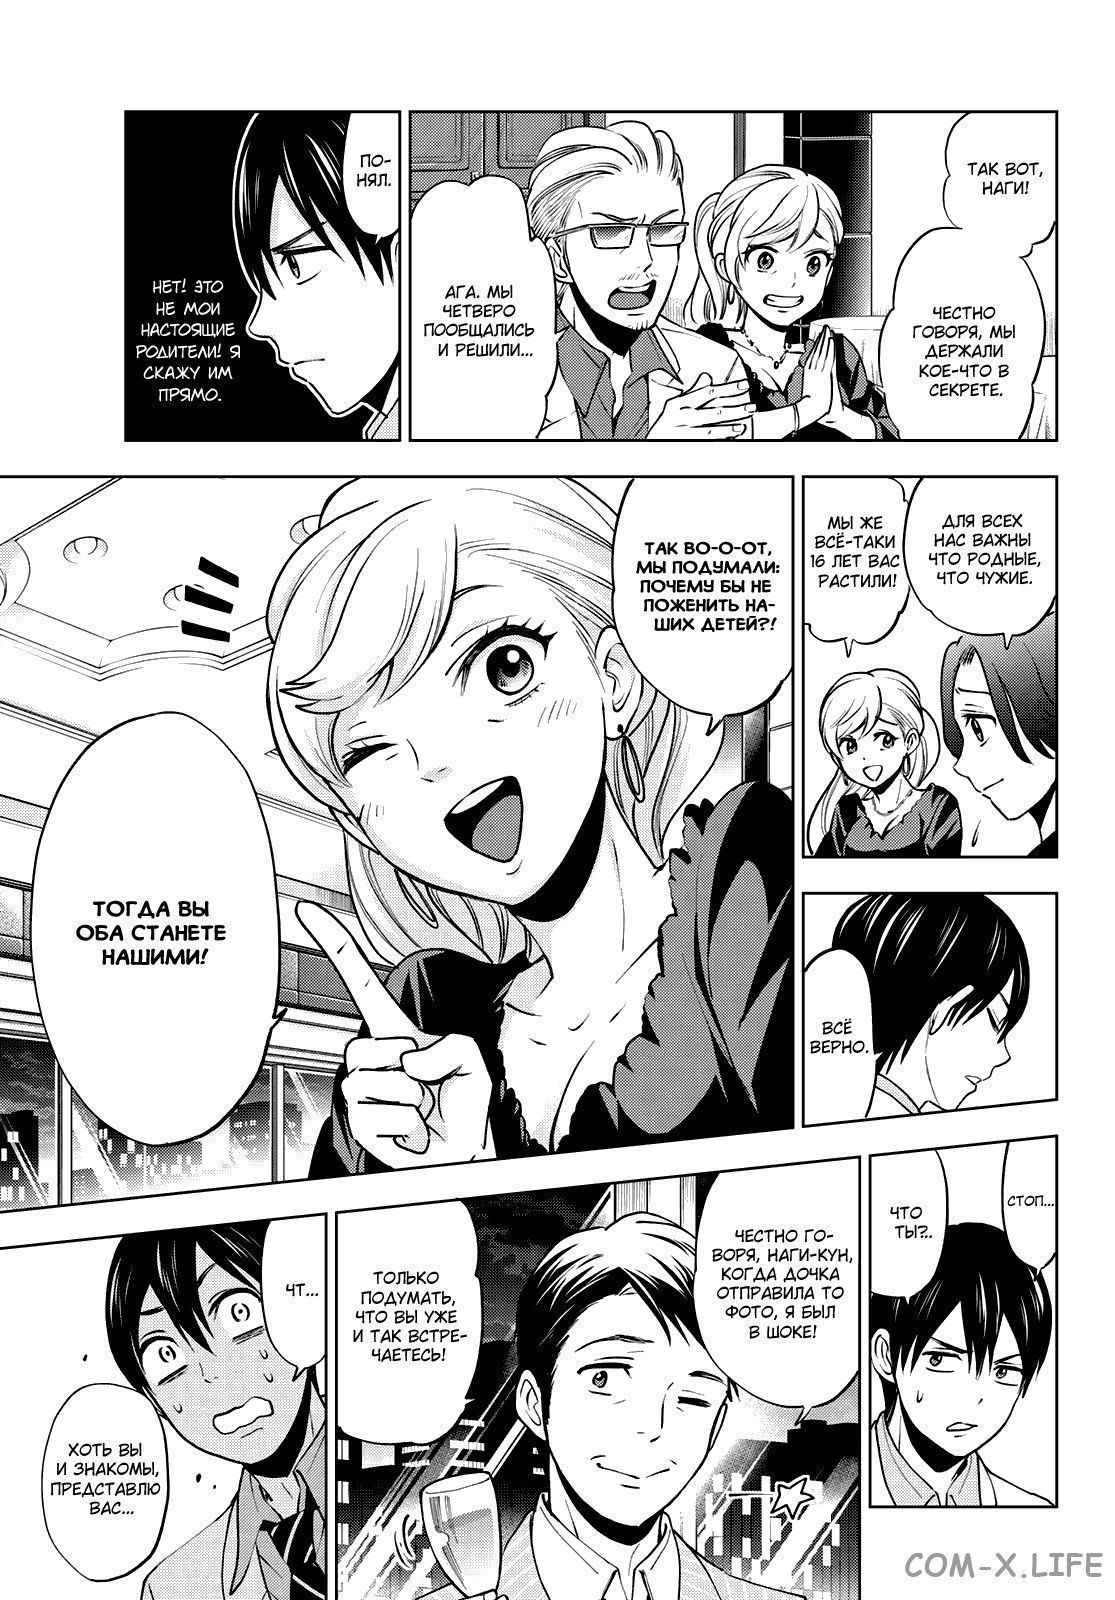 ТАК ВОТ,
НАГИ!
ЧЕСТНО
ГОВОРЯ, МЫ
ДЕРЖАЛИ
КОЕ-ЧТО В
СЕКРЕТЕ.
АГА. МЫ
ЧЕТВЕРО
ПООБЩАЛИСЬ
И РЕШИЛИ...
ПО-
НЯЛ.
НЕТ! ЭТО
НЕ МОИ
НАСТОЯЩИЕ
РОДИТЕЛИ! Я
СКАЖУ ИМ
ПРЯМО.
ДЛЯ ВСЕХ
НАС ВАЖНЫ
ЧТО РОДНЫЕ,
ЧТО ЧУЖИЕ.
МЫ ЖЕ
ВСЁ-ТАКИ
16 ЛЕТ ВАС
РАСТИЛИ!
ВСЁ
ВЕРНО.
ТАК ВО-О-ОТ,
МЫ ПОДУМАЛИ:
ПОЧЕМУ БЫ НЕ
ПОЖЕНИТЬ НА-
ШИХ ДЕТЕЙ?!
ТОГДА ВЫ
ОБА СТАНЕТЕ
НАШИМИ!
СТОП...
ЧТО
ТЫ?..
ЧЕСТНО ГО-
ВОРЯ, НАГИ-КУН,
КОГДА ДОЧКА
ОТПРАВИЛА ТО
ФОТО, Я БЫЛ
В ШОКЕ!
ТОЛЬКО
ПОДУМАТЬ,
ЧТО ВЫ УЖЕ
И ТАК ВСТРЕ-
ЧАЕТЕСЬ!
ЧТ...
ХОТЬ ВЫ
И ЗНАКОМЫ,
ПРЕДСТАВЛЮ
ВАС...
COM-X.LIFE